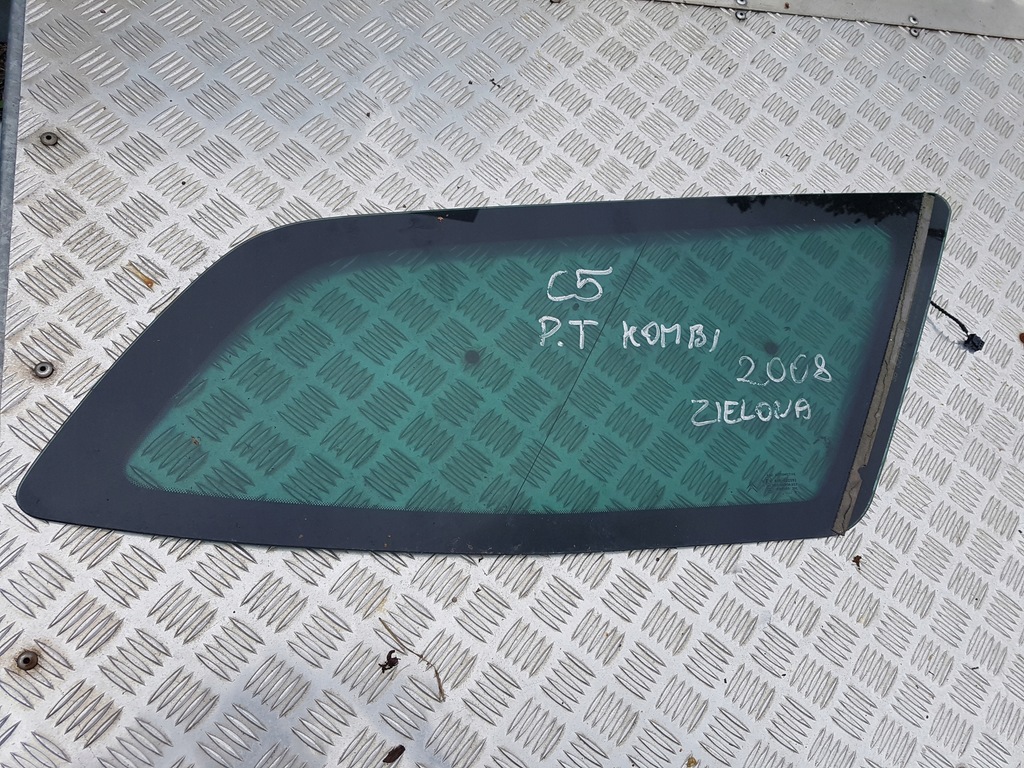 C5
P.T KOMBI
2008
ZIELONA